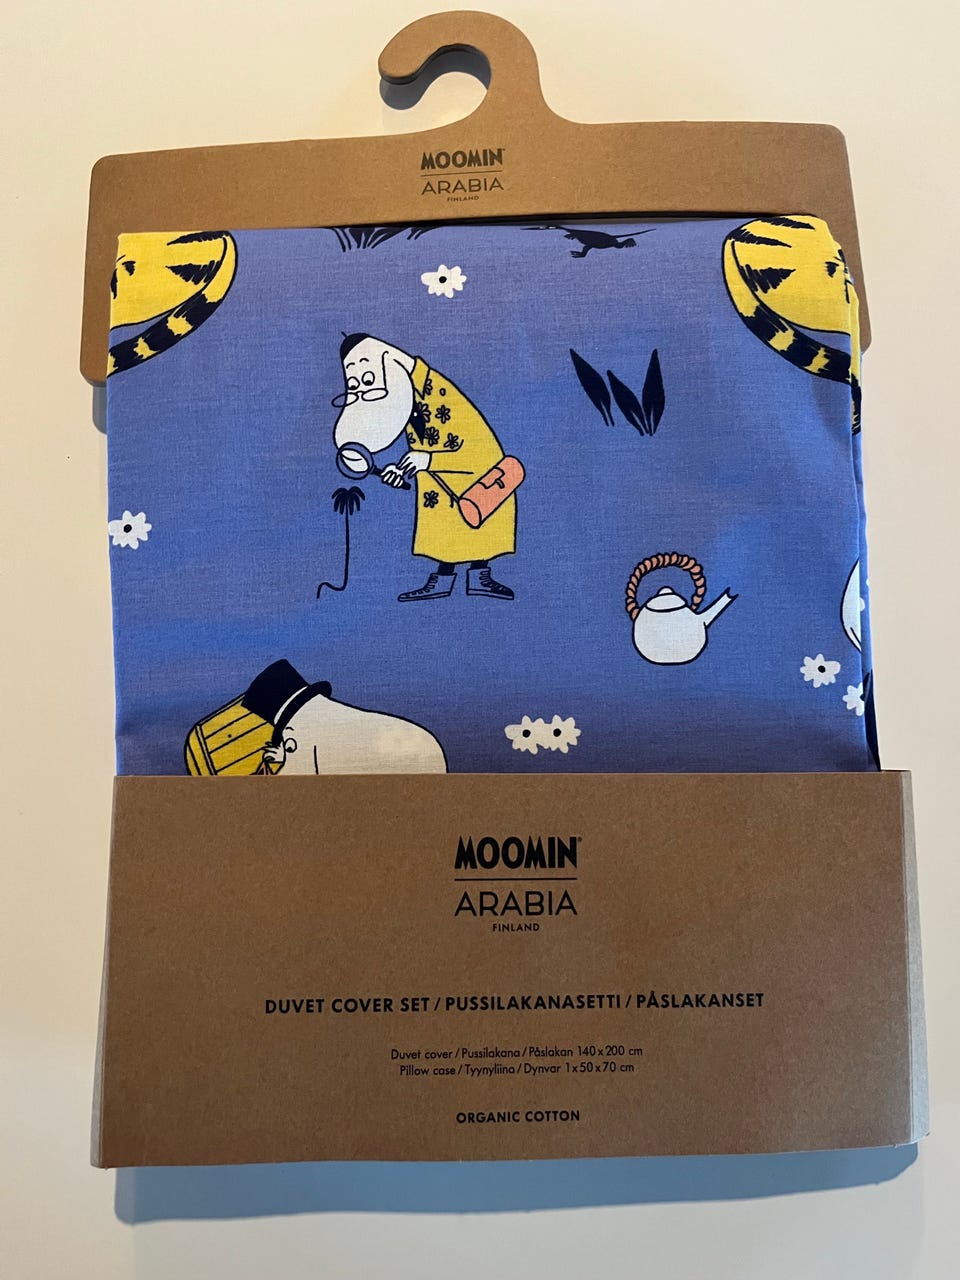 MOOMIN
ARABIA
FINLAND
MOOMIN®
ARABIA
FINLAND
DUVET COVER SET / PUSSILAKANASETTI / PÅSLAKANSET
Duvet cover / Pussilakana / Påslakan 140 x 200 cm
Pillow case / Tyynyliina / Dynvar 1 x 50 x 70 cm
ORGANIC COTTON